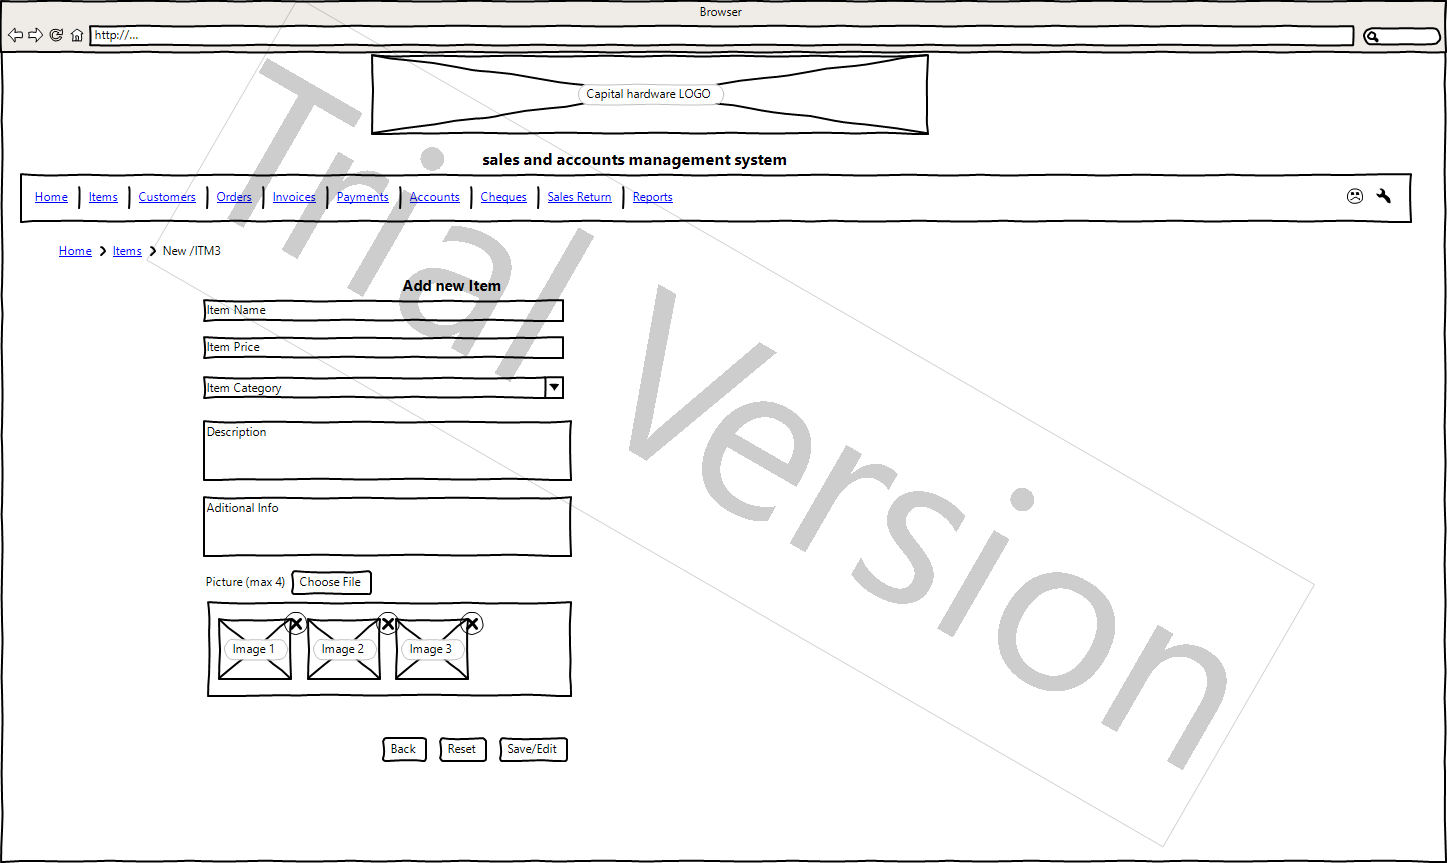 Browser
http://...
Capital hardware LOGO
sales and accounts management system
Home Items Customers Orders Invoices Payments Accounts Cheques Sales Return Reports
Home Items New /ITM3
Add new Item
Item Name
Item Price
Item Category
Description
Aditional Info
Picture (max 4) Choose File
Image 1 Image 2 Image 3
Back Reset Save/Edit
Trial Version